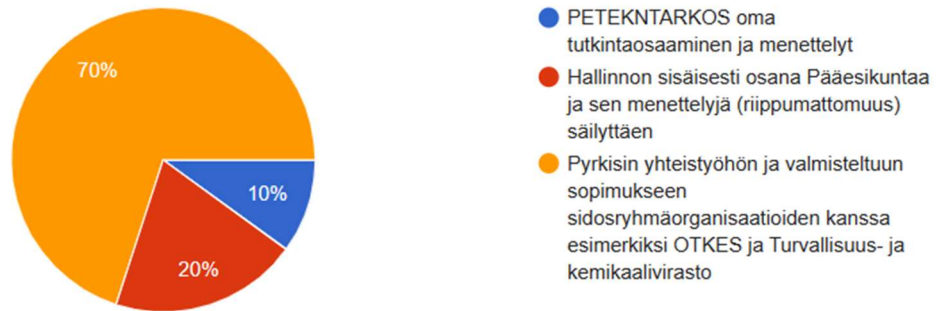 70%
10%
20%
PETEKNTARKOS oma
tutkintaosaaminen ja menettelyt
Hallinnon sisäisesti osana Pääesikuntaa
ja sen menettelyjä (riippumattomuus)
säilyttäen
Pyrkisin yhteistyöhön ja valmisteltuun
sopimukseen
sidosryhmäorganisaatioiden kanssa
esimerkiksi OTKES ja Turvallisuus- ja
kemikaalivirasto